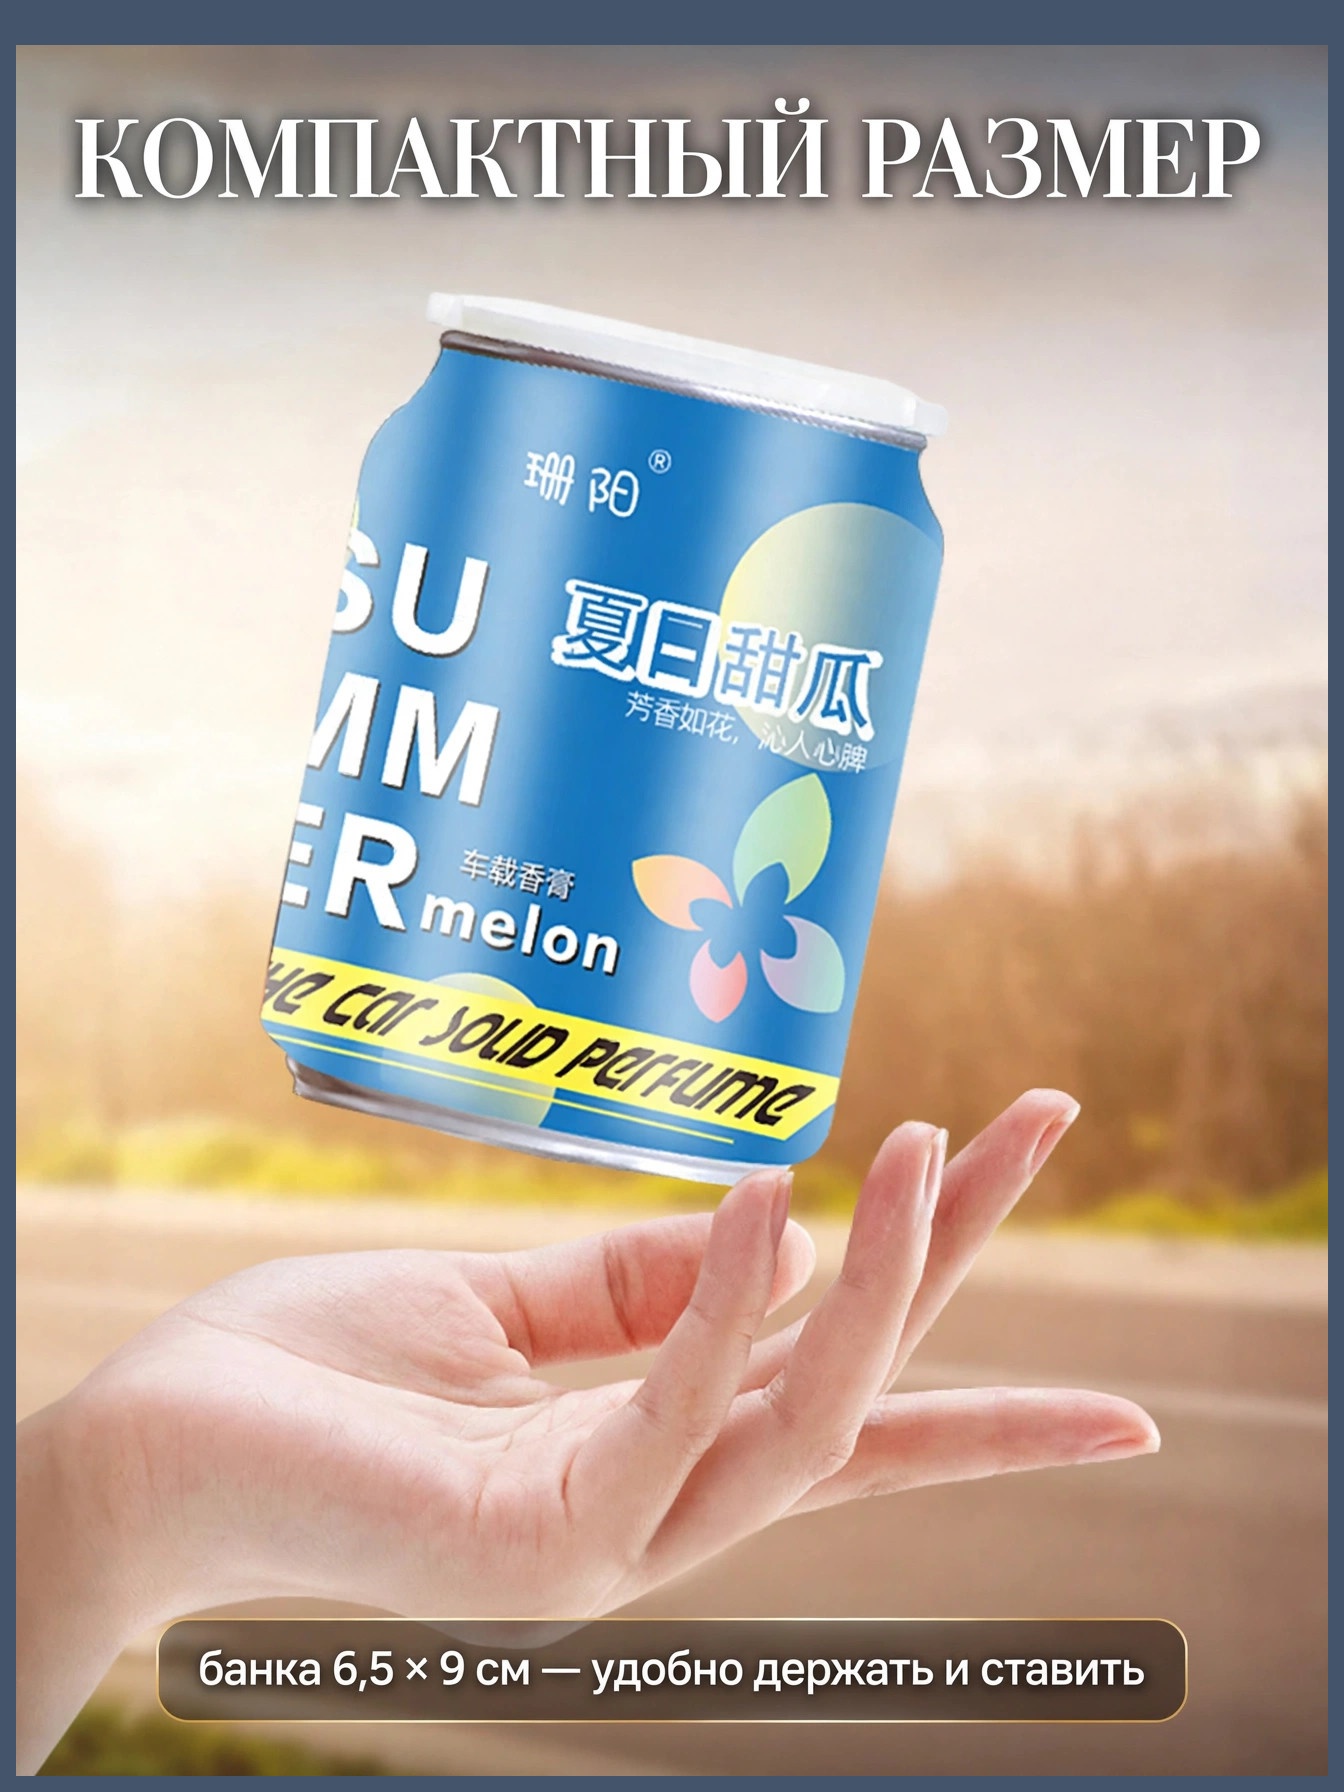 КОМПАКТНЫЙ РАЗМЕР
珊阳®
SU
MM
ER
夏日甜瓜
芳香如花，沁人心脾
车载香膏
melon
THE CAR SOLID PERFUME
банка 6,5 × 9 см — удобно держать и ставить